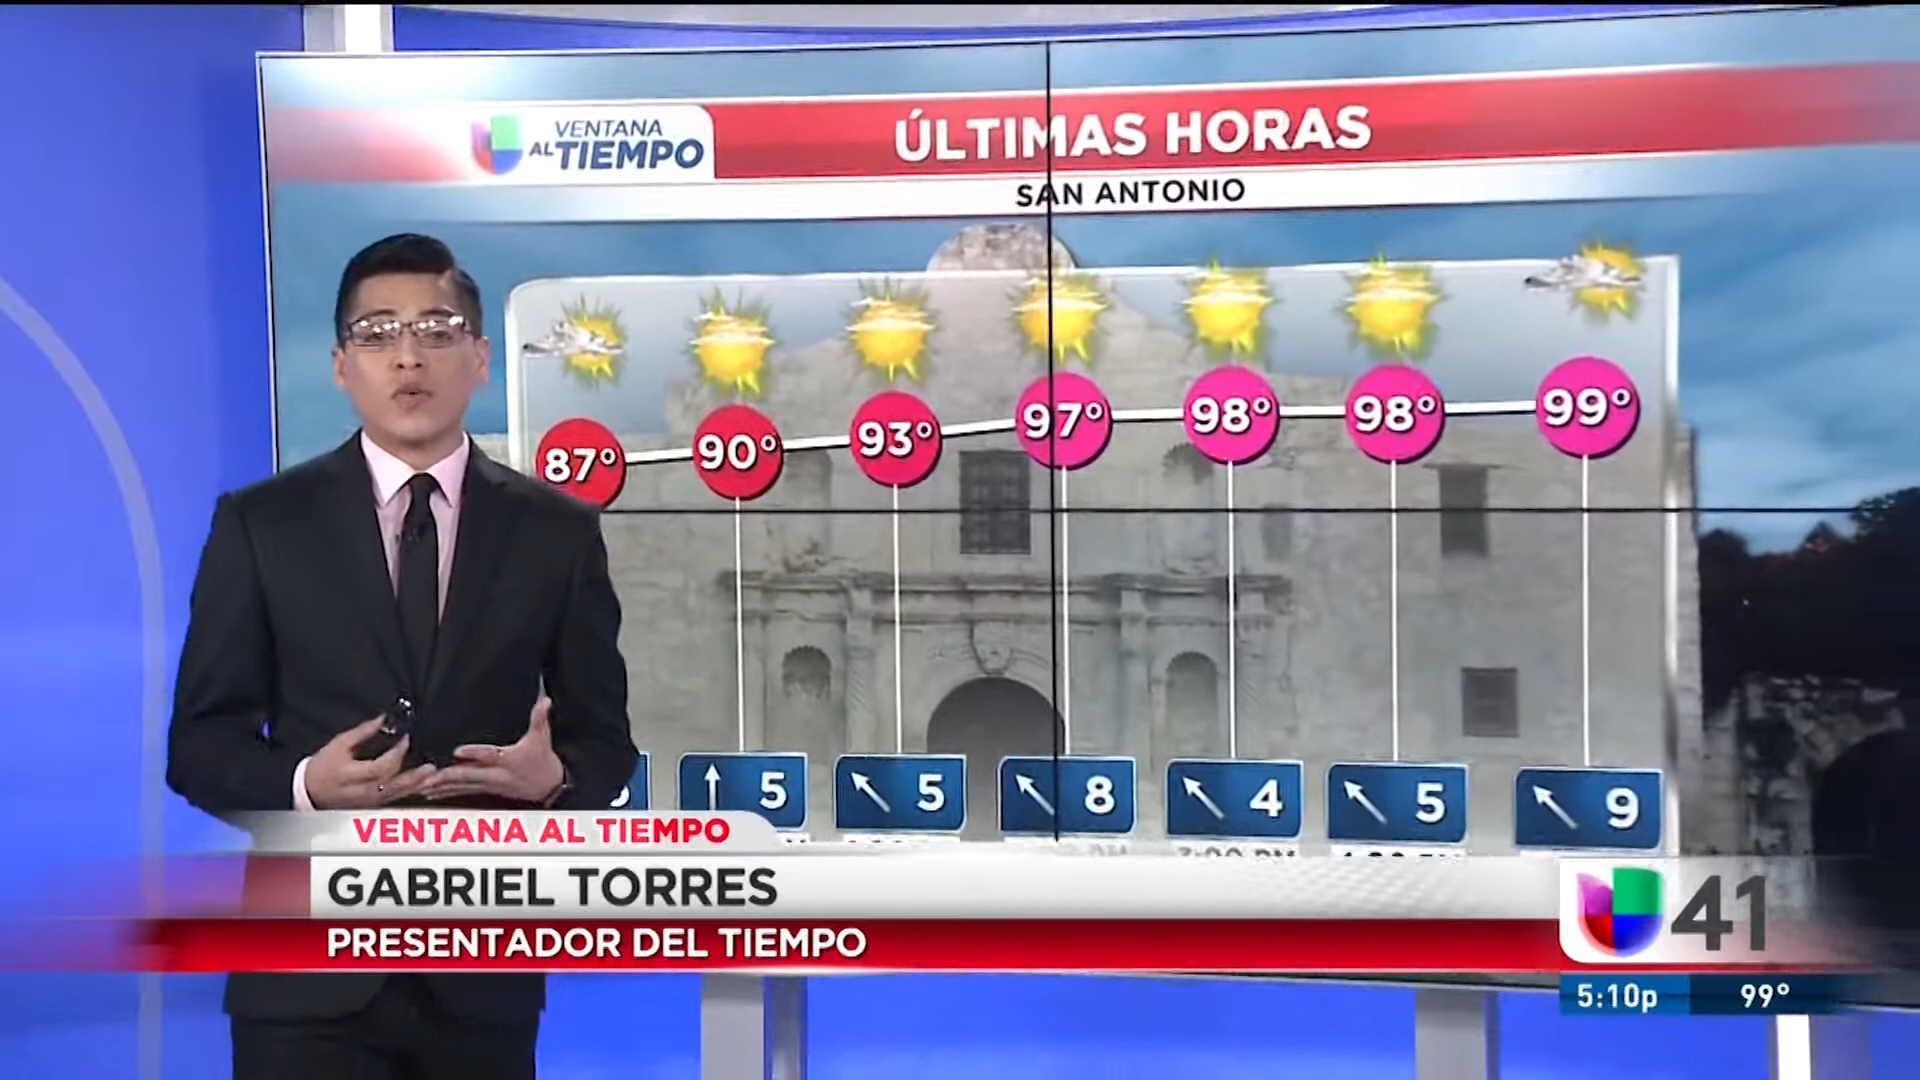 VENTANA
AL TIEMPO
ÚLTIMAS HORAS
SAN ANTONIO
87° 90° 93° 97° 98° 98° 99°
5 5 8 4 5 9
VENTANA AL TIEMPO
GABRIEL TORRES
PRESENTADOR DEL TIEMPO
41
5:10p 99°